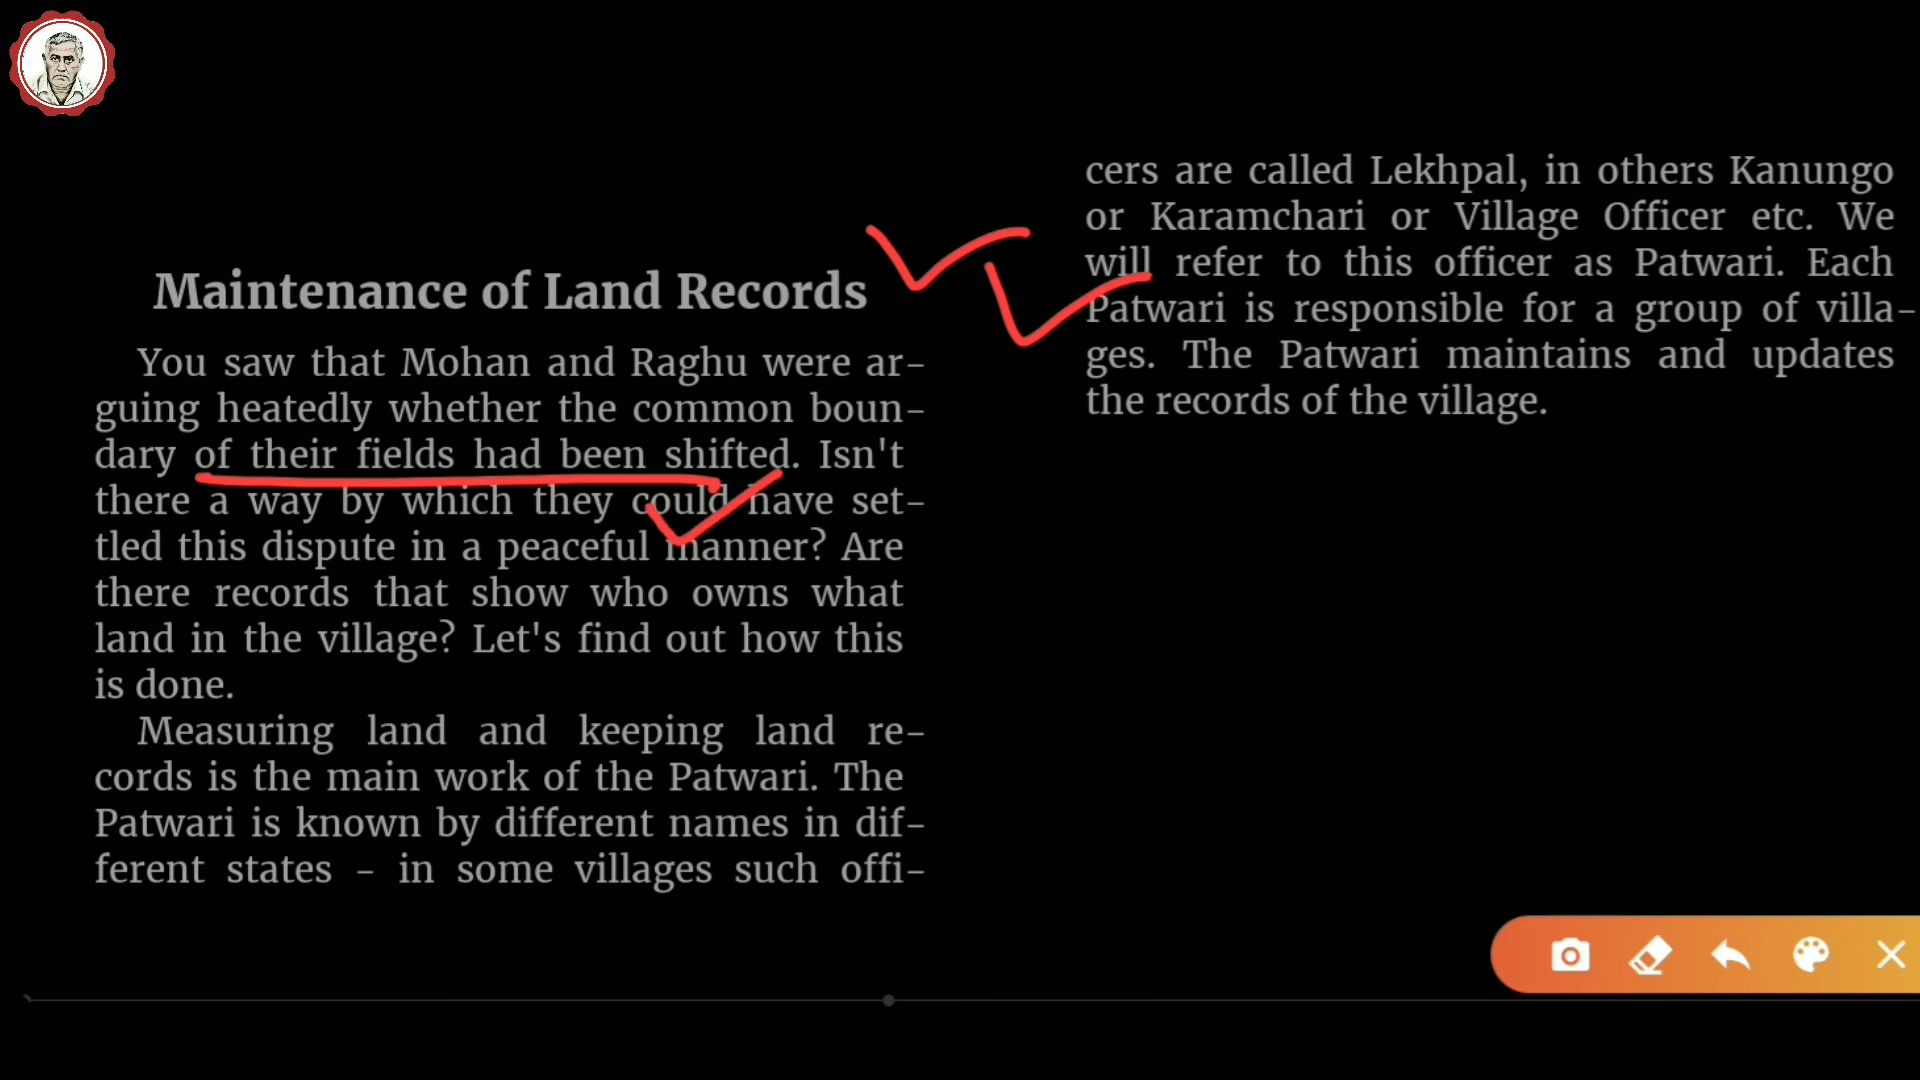 Maintenance of Land Records
You saw that Mohan and Raghu were ar-
guing heatedly whether the common boun-
dary of their fields had been shifted. Isn't
there a way by which they could have set-
tled this dispute in a peaceful manner? Are
there records that show who owns what
land in the village? Let's find out how this
is done.
Measuring land and keeping land re-
cords is the main work of the Patwari. The
Patwari is known by different names in dif-
ferent states - in some villages such offi-
cers are called Lekhpal, in others Kanungo
or Karamchari or Village Officer etc. We
will refer to this officer as Patwari. Each
Patwari is responsible for a group of villa-
ges. The Patwari maintains and updates
the records of the village.